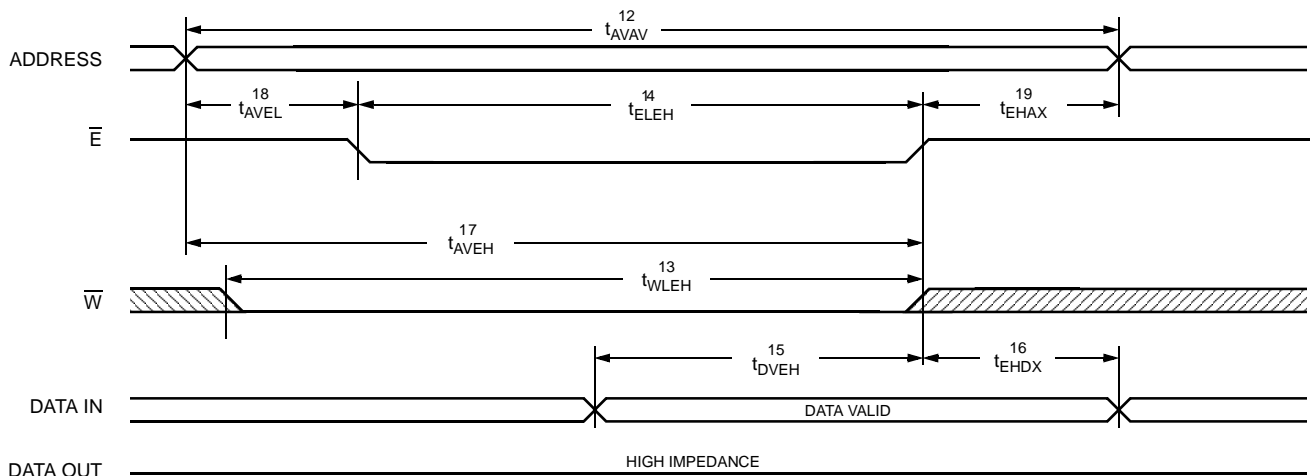 12
tAVAV
ADDRESS
18
tAVEL
14
tELEH
19
tEHAX
E
17
tAVEH
13
tWLEH
W
15
tDVEH
16
tEHDX
DATA IN
DATA VALID
DATA OUT
HIGH IMPEDANCE